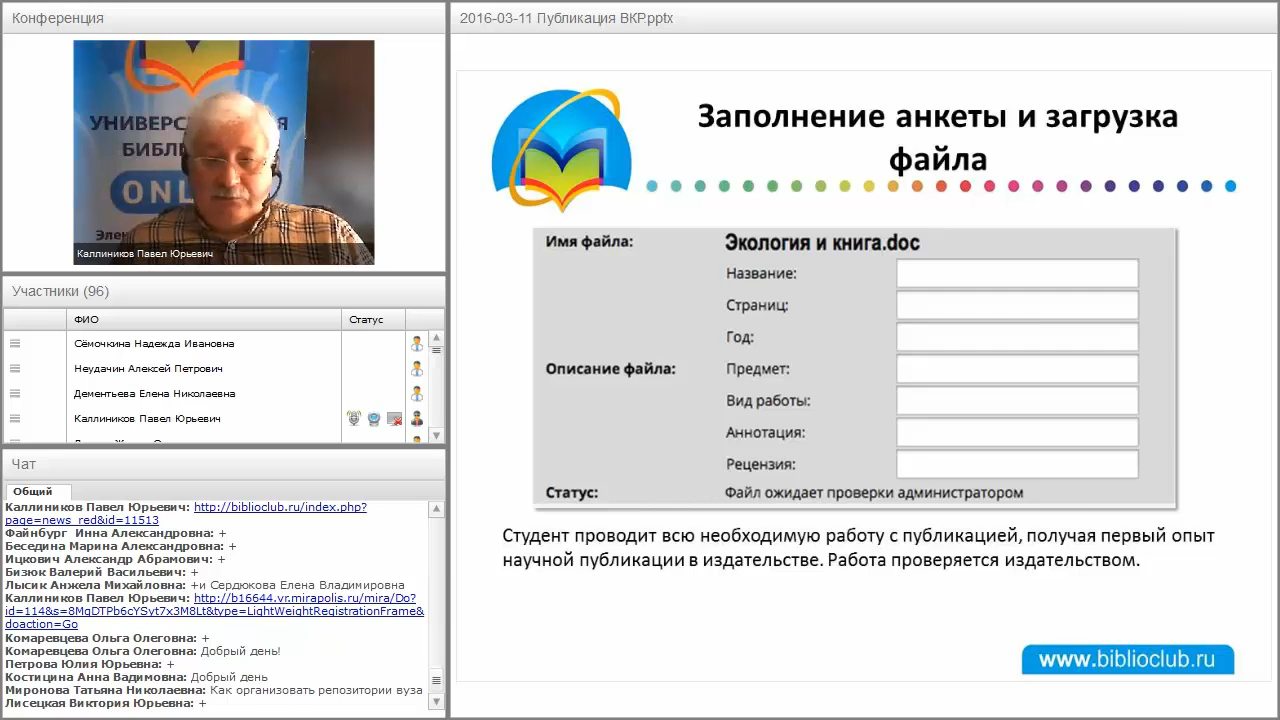 Конференция
УНИВЕРС
АЯ
БИБЛ
ONL
Каллиников Павел Юрьевич
Участники (96)
ФИО
Статус
Сёмочкина Надежда Ивановна
Неудачин Алексей Петрович
Дементьева Елена Николаевна
Каллиников Павел Юрьевич
Чат
Общий
Каллиников Павел Юрьевич: http://biblioclub.ru/index.php?
page=news_red&id=11513
Файнбург Инна Александровна: +
Беседина Марина Александровна: +
Ицкович Александр Абрамович: +
Бизюк Валерий Васильевич: +
Лысик Анжела Михайловна: +и Сердюкова Елена Владимировна
Каллиников Павел Юрьевич: http://b16644.vr.mirapolis.ru/mira/Do?
id=114&s=8MgDTPb6cYSyt7x3M8Lt&type=LightWeightRegistrationFrame&
doaction=Go
Комаревцева Ольга Олеговна: +
Комаревцева Ольга Олеговна: Добрый день!
Петрова Юлия Юрьевна: +
Костицина Анна Вадимовна: Добрый день
Миронова Татьяна Николаевна: Как организовать репозитории вуза
Лисецкая Виктория Юрьевна: +
2016-03-11 Публикация ВКР.pptx
Заполнение анкеты и загрузка
файла
Имя файла: Экология и книга.doc
Название:
Страниц:
Год:
Описание файла: Предмет:
Вид работы:
Аннотация:
Рецензия:
Статус: Файл ожидает проверки администратором
Студент проводит всю необходимую работу с публикацией, получая первый опыт
научной публикации в издательстве. Работа проверяется издательством.
www.biblioclub.ru